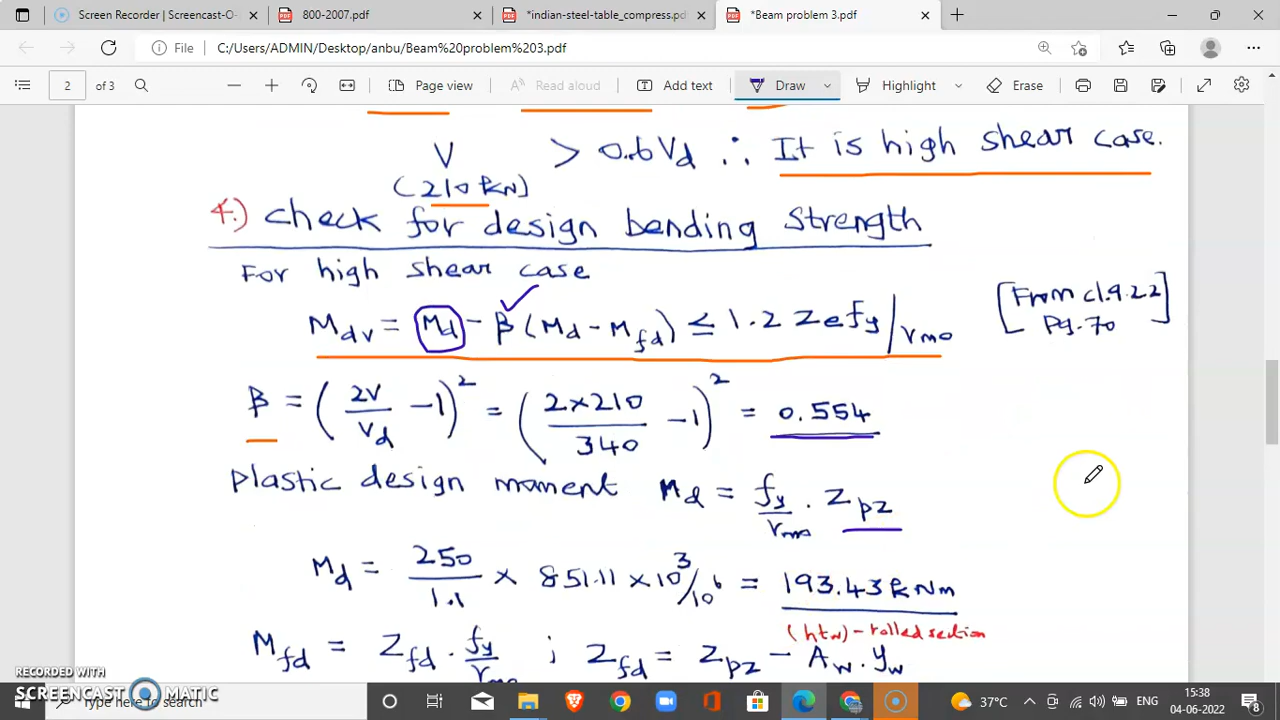 Screen Recorder | Screencast-O-
800-2007.pdf
*indian-steel-table_compress.pd
*Beam problem 3.pdf
File C:/Users/ADMIN/Desktop/anbu/Beam%20problem%203.pdf
2 of 3
Page view
Read aloud
Add text
Draw
Highlight
Erase
V > 0.6Vd ∴ It is high shear case.
(210 kN)
4.) Check for design bending strength
For high shear case
Mdv = Md - β (Md - Mfd) ≤ 1.2 Ze fy / γmo
[From cl.9.2.2
Pg.70]
β = (2V/Vd - 1)² = (2×210/340 - 1)² = 0.554
plastic design moment Md = fy/γmo . Zpz
Md = 250/1.1 × 851.11 × 10³/10⁶ = 193.43 kNm
(htw) - rolled section
Mfd = Zfd . fy/γmo ; Zfd = Zpz - Aw . yw
RECORDED WITH
SCREENCAST MATIC
Type here to search
37°C
ENG
15:38
04-06-2022
8